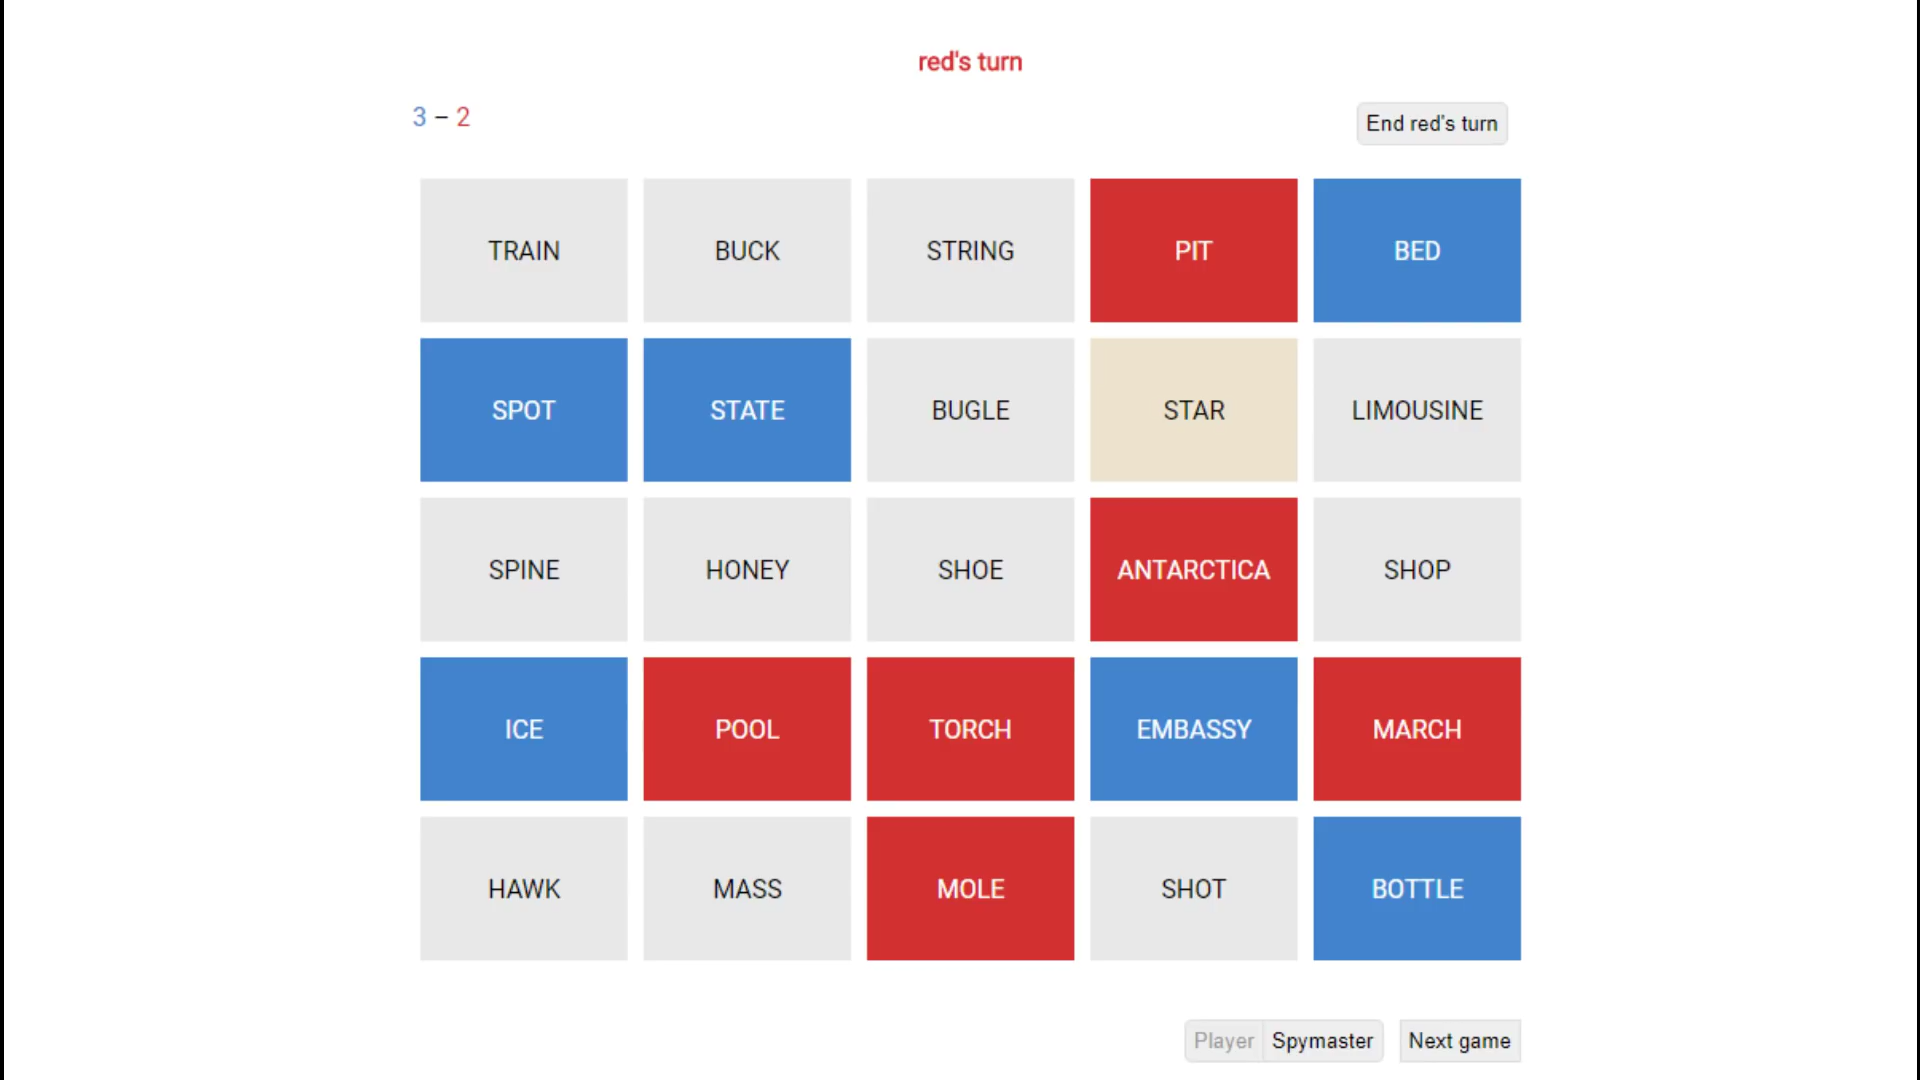 red's turn
3 – 2
End red's turn
TRAIN BUCK STRING PIT BED
SPOT STATE BUGLE STAR LIMOUSINE
SPINE HONEY SHOE ANTARCTICA SHOP
ICE POOL TORCH EMBASSY MARCH
HAWK MASS MOLE SHOT BOTTLE
Player Spymaster Next game